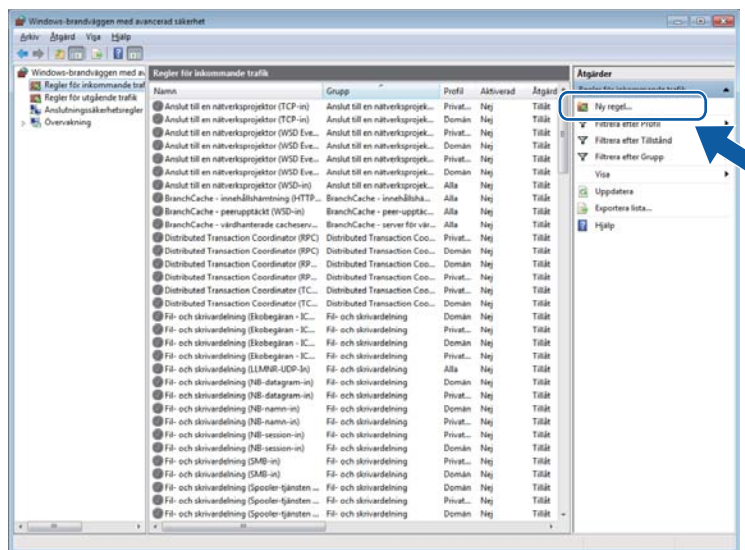 Windows-brandväggen med avancerad säkerhet
Arkiv Åtgärd Visa Hjälp
Windows-brandväggen med av
Regler för inkommande traf
Regler för utgående trafik
Anslutningssäkerhetsregler
Övervakning
Regler för inkommande trafik
Namn Grupp Profil Aktiverad Åtgärd
Anslut till en nätverksprojektor (TCP-in) Anslut till en nätverksprojek... Privat... Nej Tillåt
Anslut till en nätverksprojektor (TCP-in) Anslut till en nätverksprojek... Domän Nej Tillåt
Anslut till en nätverksprojektor (WSD Eve... Anslut till en nätverksprojek... Privat... Nej Tillåt
Anslut till en nätverksprojektor (WSD Eve... Anslut till en nätverksprojek... Domän Nej Tillåt
Anslut till en nätverksprojektor (WSD Eve... Anslut till en nätverksprojek... Privat... Nej Tillåt
Anslut till en nätverksprojektor (WSD Eve... Anslut till en nätverksprojek... Domän Nej Tillåt
Anslut till en nätverksprojektor (WSD-in) Anslut till en nätverksprojek... Alla Nej Tillåt
BranchCache - innehållshämtning (HTTP... BranchCache - innehållshä... Alla Nej Tillåt
BranchCache - peerupptäckt (WSD-in) BranchCache - peer-upptäc... Alla Nej Tillåt
BranchCache - värdhanterade cacheserv... BranchCache - server för vär... Alla Nej Tillåt
Distributed Transaction Coordinator (RPC) Distributed Transaction Coo... Privat... Nej Tillåt
Distributed Transaction Coordinator (RPC) Distributed Transaction Coo... Domän Nej Tillåt
Distributed Transaction Coordinator (RP... Distributed Transaction Coo... Domän Nej Tillåt
Distributed Transaction Coordinator (RP... Distributed Transaction Coo... Privat... Nej Tillåt
Distributed Transaction Coordinator (TC... Distributed Transaction Coo... Privat... Nej Tillåt
Distributed Transaction Coordinator (TC... Distributed Transaction Coo... Domän Nej Tillåt
Fil- och skrivardelning (Ekobegäran - IC... Fil- och skrivardelning Domän Nej Tillåt
Fil- och skrivardelning (Ekobegäran - IC... Fil- och skrivardelning Privat... Nej Tillåt
Fil- och skrivardelning (Ekobegäran - IC... Fil- och skrivardelning Domän Nej Tillåt
Fil- och skrivardelning (Ekobegäran - IC... Fil- och skrivardelning Privat... Nej Tillåt
Fil- och skrivardelning (LLMNR-UDP-In) Fil- och skrivardelning Alla Nej Tillåt
Fil- och skrivardelning (NB-datagram-in) Fil- och skrivardelning Domän Nej Tillåt
Fil- och skrivardelning (NB-datagram-in) Fil- och skrivardelning Privat... Nej Tillåt
Fil- och skrivardelning (NB-namn-in) Fil- och skrivardelning Domän Nej Tillåt
Fil- och skrivardelning (NB-namn-in) Fil- och skrivardelning Privat... Nej Tillåt
Fil- och skrivardelning (NB-session-in) Fil- och skrivardelning Privat... Nej Tillåt
Fil- och skrivardelning (NB-session-in) Fil- och skrivardelning Domän Nej Tillåt
Fil- och skrivardelning (SMB-in) Fil- och skrivardelning Privat... Nej Tillåt
Fil- och skrivardelning (SMB-in) Fil- och skrivardelning Domän Nej Tillåt
Fil- och skrivardelning (Spooler-tjänsten ... Fil- och skrivardelning Domän Nej Tillåt
Fil- och skrivardelning (Spooler-tjänsten ... Fil- och skrivardelning Privat... Nej Tillåt
Fil- och skrivardelning (Spooler-tjänsten ... Fil- och skrivardelning Domän Nej Tillåt
Åtgärder
Regler för inkommande trafik
Ny regel...
Filtrera efter Profil
Filtrera efter Tillstånd
Filtrera efter Grupp
Visa
Uppdatera
Exportera lista...
Hjälp